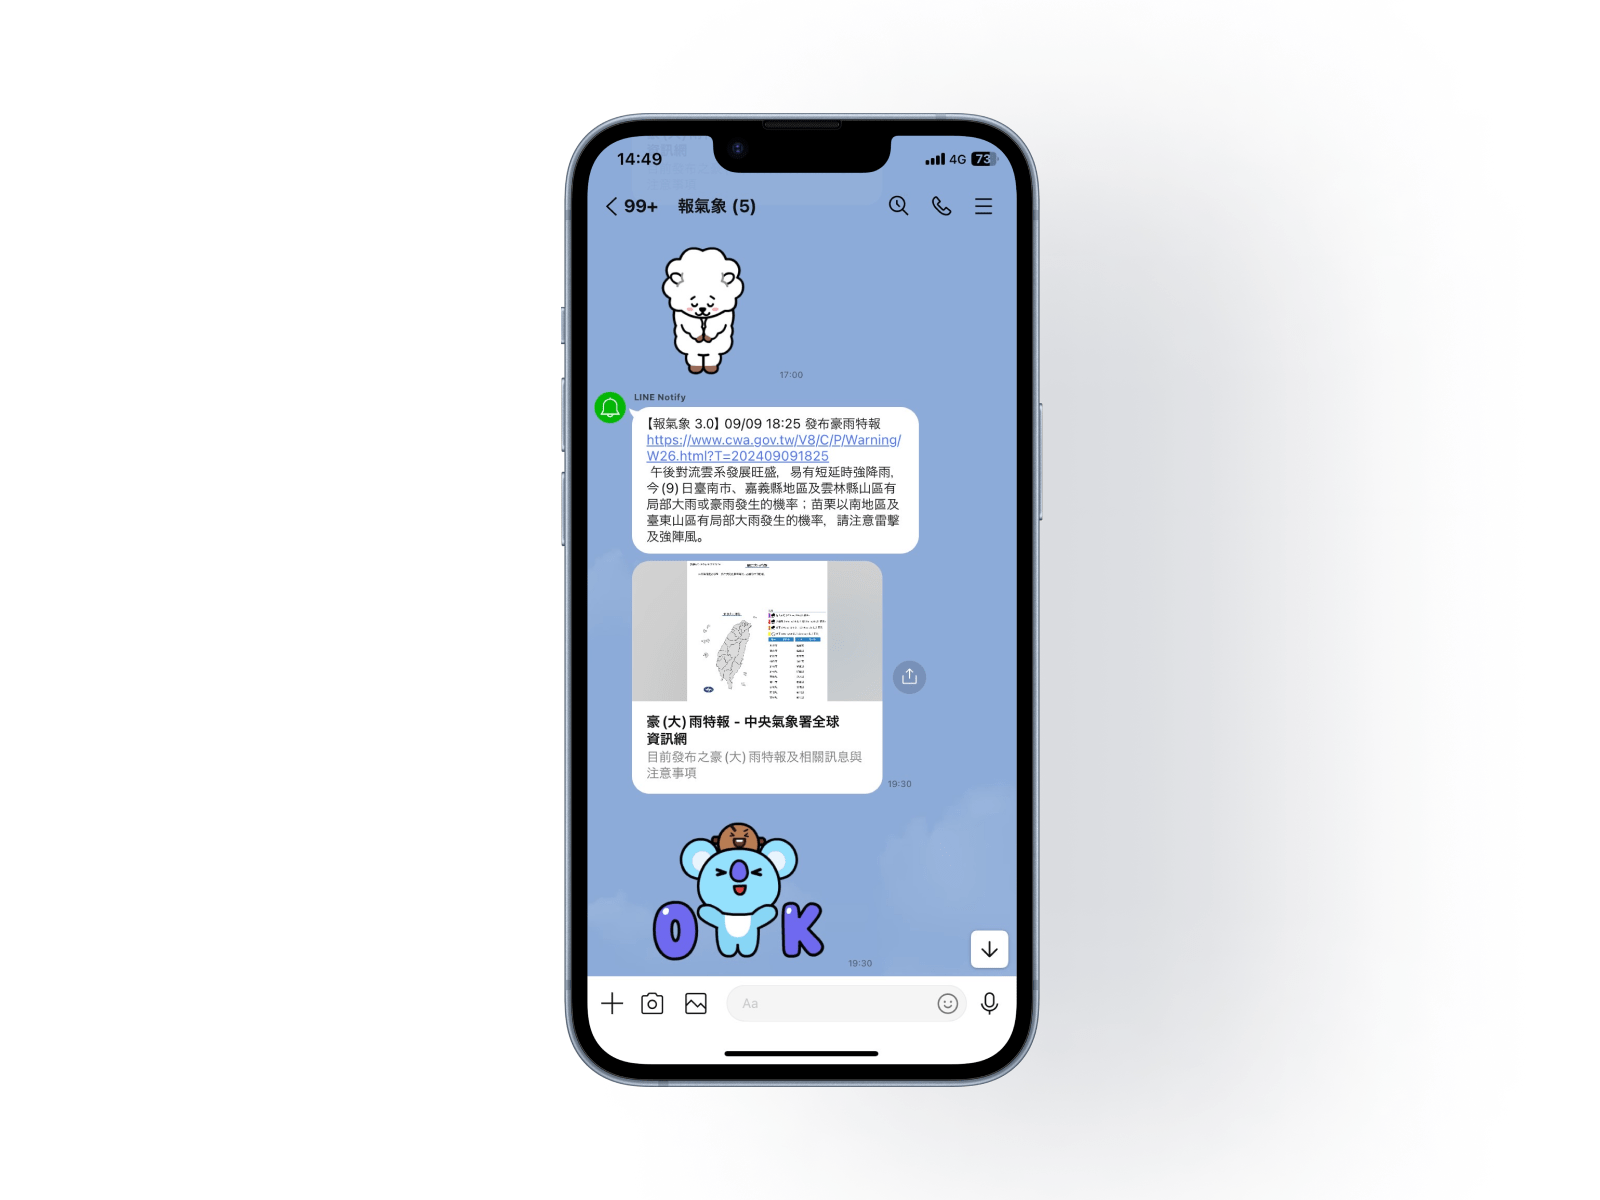 14:49
4G
73
99+
報氣象 (5)
17:00
LINE Notify
【報氣象 3.0】09/09 18:25 發布豪雨特報
https://www.cwa.gov.tw/V8/C/P/Warning/
W26.html?T=202409091825
午後對流雲系發展旺盛，易有短延時強降雨，
今(9)日臺南市、嘉義縣地區及雲林縣山區有
局部大雨或豪雨發生的機率；苗栗以南地區及
臺東山區有局部大雨發生的機率，請注意雷擊
及強陣風。
豪(大)雨特報 - 中央氣象署全球
資訊網
目前發布之豪(大)雨特報及相關訊息與
注意事項
19:30
OK
19:30
Aa